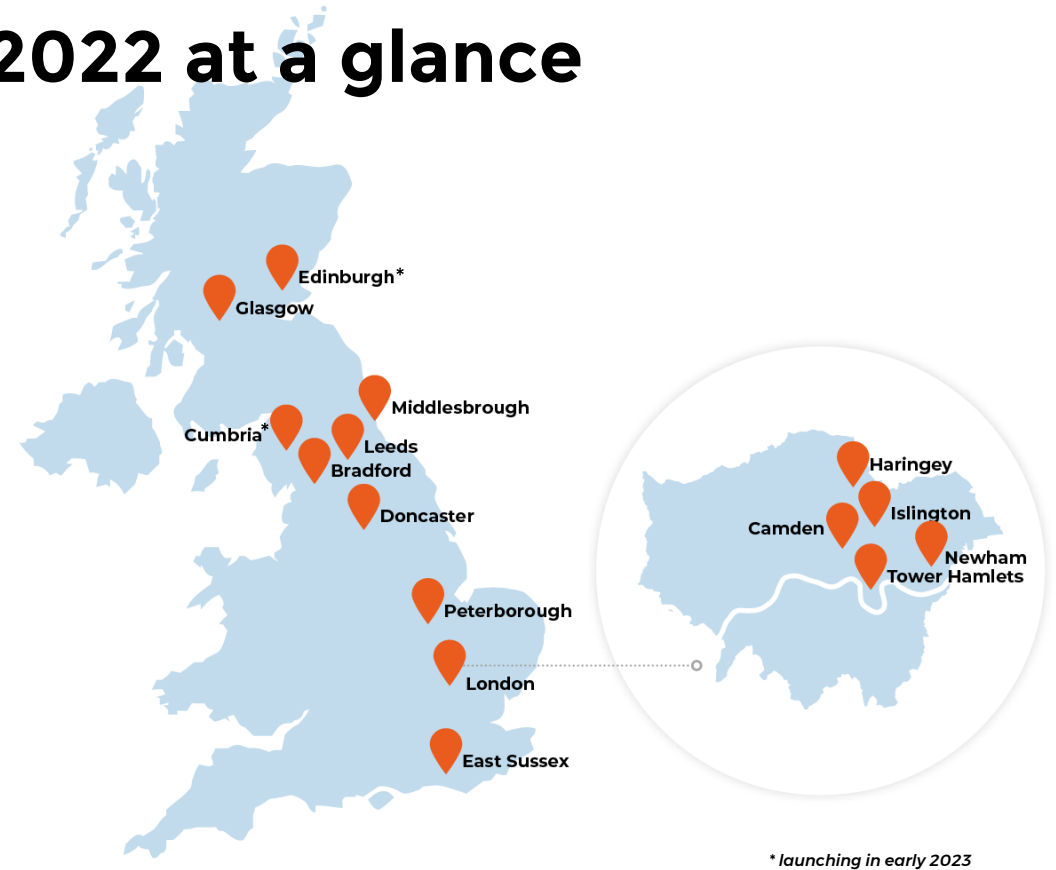 2022 at a glance
Edinburgh*
Glasgow
Middlesbrough
Cumbria*
Leeds
Bradford
Doncaster
Peterborough
London
East Sussex
Haringey
Islington
Camden
Newham
Tower Hamlets
* launching in early 2023